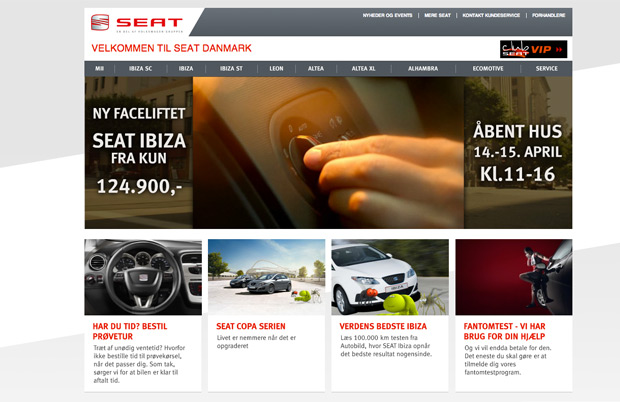 SEAT
EN DEL AF VOLKSWAGEN GRUPPEN
NYHEDER OG EVENTS | MERE SEAT | KONTAKT KUNDESERVICE | FORHANDLERE
VELKOMMEN TIL SEAT DANMARK
club SEAT VIP
MII IBIZA SC IBIZA IBIZA ST LEON ALTEA ALTEA XL ALHAMBRA ECOMOTIVE SERVICE
NY FACELIFTET
SEAT IBIZA
FRA KUN
124.900,-
ÅBENT HUS
14.-15. APRIL
Kl.11-16
HAR DU TID? BESTIL
PRØVETUR
Træt af unødig ventetid? Hvorfor
ikke bestille tid til prøvekørsel,
når det passer dig. Som tak,
sørger vi for at bilen er klar til
aftalt tid.
SEAT COPA SERIEN
Livet er nemmere når det er
opgraderet
VERDENS BEDSTE IBIZA
Læs 100.000 km testen fra
Autobild, hvor SEAT Ibiza opnår
det bedste resultat nogensinde.
FANTOMTEST - VI HAR
BRUG FOR DIN HJÆLP
Og vi vil endda betale for den.
Det eneste du skal gøre er at
tilmelde dig vores
fantomtestprogram.